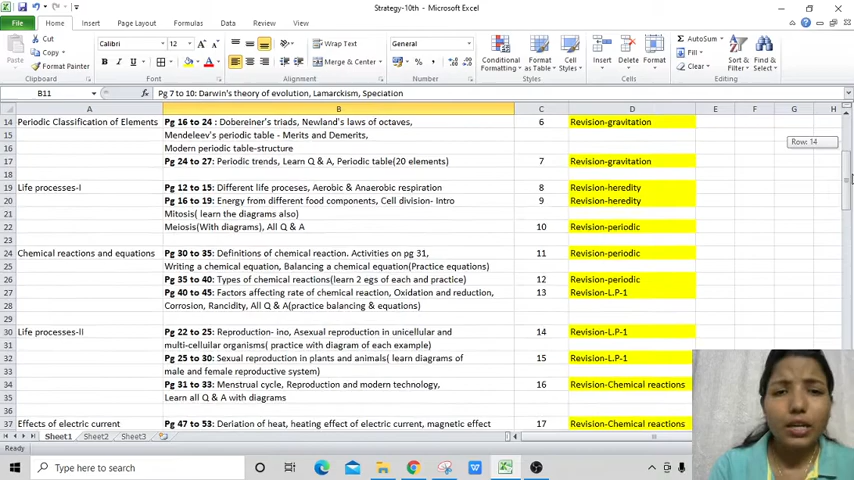 Strategy-10th - Microsoft Excel
File Home Insert Page Layout Formulas Data Review View
Cut
Copy
Format Painter
Paste
Clipboard
Calibri 12
B I U
Font
Wrap Text
Merge & Center
Alignment
General
Number
Conditional Formatting
Format as Table
Cell Styles
Styles
Insert Delete Format
Cells
AutoSum
Fill
Clear
Sort & Filter
Find & Select
Editing
B11 fx Pg 7 to 10: Darwin's theory of evolution, Lamarckism, Speciation
A B C D E F G H
14 Periodic Classification of Elements Pg 16 to 24 : Dobereiner's triads, Newland's laws of octaves, 6 Revision-gravitation
15 Mendeleev's periodic table - Merits and Demerits,
16 Modern periodic table-structure
17 Pg 24 to 27: Periodic trends, Learn Q & A, Periodic table(20 elements) 7 Revision-gravitation
18
19 Life processes-I Pg 12 to 15: Different life proceses, Aerobic & Anaerobic respiration 8 Revision-heredity
20 Pg 16 to 19: Energy from different food components, Cell division- Intro 9 Revision-heredity
21 Mitosis( learn the diagrams also)
22 Meiosis(With diagrams), All Q & A 10 Revision-periodic
23
24 Chemical reactions and equations Pg 30 to 35: Definitions of chemical reaction. Activities on pg 31, 11 Revision-periodic
25 Writing a chemical equation, Balancing a chemical equation(Practice equations)
26 Pg 35 to 40: Types of chemical reactions(learn 2 egs of each and practice) 12 Revision-periodic
27 Pg 40 to 45: Factors affecting rate of chemical reaction, Oxidation and reduction, 13 Revision-L.P-1
28 Corrosion, Rancidity, All Q & A(practice balancing & equations)
29
30 Life processes-II Pg 22 to 25: Reproduction- ino, Asexual reproduction in unicellular and 14 Revision-L.P-1
31 multi-cellular organisms( practice with diagram of each example)
32 Pg 25 to 30: Sexual reproduction in plants and animals( learn diagrams of 15 Revision-L.P-1
33 male and female reproductive system)
34 Pg 31 to 33: Menstrual cycle, Reproduction and modern technology, 16 Revision-Chemical reactions
35 Learn all Q & A with diagrams
36
37 Effects of electric current Pg 47 to 53: Deriation of heat, heating effect of electric current, magnetic effect 17 Revision-Chemical reactions
Row: 14
Sheet1 Sheet2 Sheet3
Ready
Type here to search